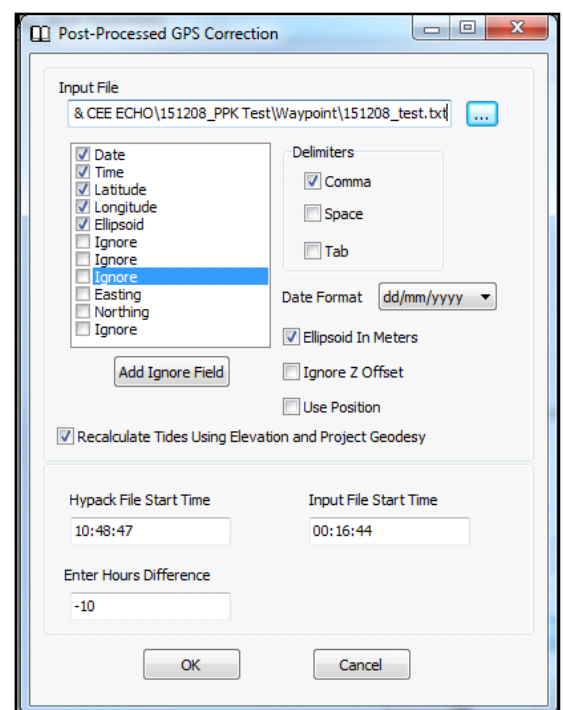 Post-Processed GPS Correction
Input File
& CEE ECHO\151208_PPK Test\Waypoint\151208_test.txt
...
Date
Time
Latitude
Longitude
Ellipsoid
Ignore
Ignore
Ignore
Easting
Northing
Ignore
Delimiters
Comma
Space
Tab
Date Format dd/mm/yyyy
Ellipsoid In Meters
Add Ignore Field
Ignore Z Offset
Use Position
Recalculate Tides Using Elevation and Project Geodesy
Hypack File Start Time
10:48:47
Input File Start Time
00:16:44
Enter Hours Difference
-10
OK
Cancel